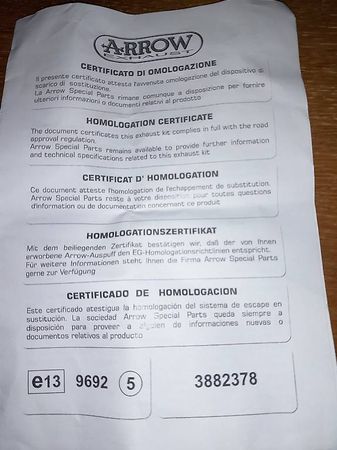 ARROW
EXHAUST
CERTIFICATO DI OMOLOGAZIONE
Il presente certificato attesta l'avvenuta omologazione del dispositivo di
scarico di sostituzione.
La Arrow Special Parts rimane comunque a disposizione per fornire
ulteriori informazioni o documenti relativi al prodotto
HOMOLOGATION CERTIFICATE
The document certificates this exhaust kit complies in full with the road
approval regulation.
Arrow Special Parts remains available to provide further information
and technical specifications related to this exhaust kit
CERTIFICAT D' HOMOLOGATION
Ce document atteste l'homologation de l'echappement de substitution.
Arrow Special Parts reste à votre disposition pour toutes questions
d'information ou de documentation concernant ce produit
HOMOLOGATIONSZERTIFIKAT
Mit dem beiliegenden Zertifikat bestätigen wir, daß der von Ihnen
erworbene Arrow-Auspuff den EG-Homologationsrichtlinien entspricht.
Für weitere Informationen steht Ihnen die Firma Arrow Special Parts
gerne zur Verfügung
CERTIFICADO DE HOMOLOGACION
Este certificado atestigua la homologación del sistema de escape en
sustitución. La sociedad Arrow Special Parts queda siempre a
disposición para proveer a alguien de informaciones nuevas o
documentos relativos al producto
e13 9692 5
3882378